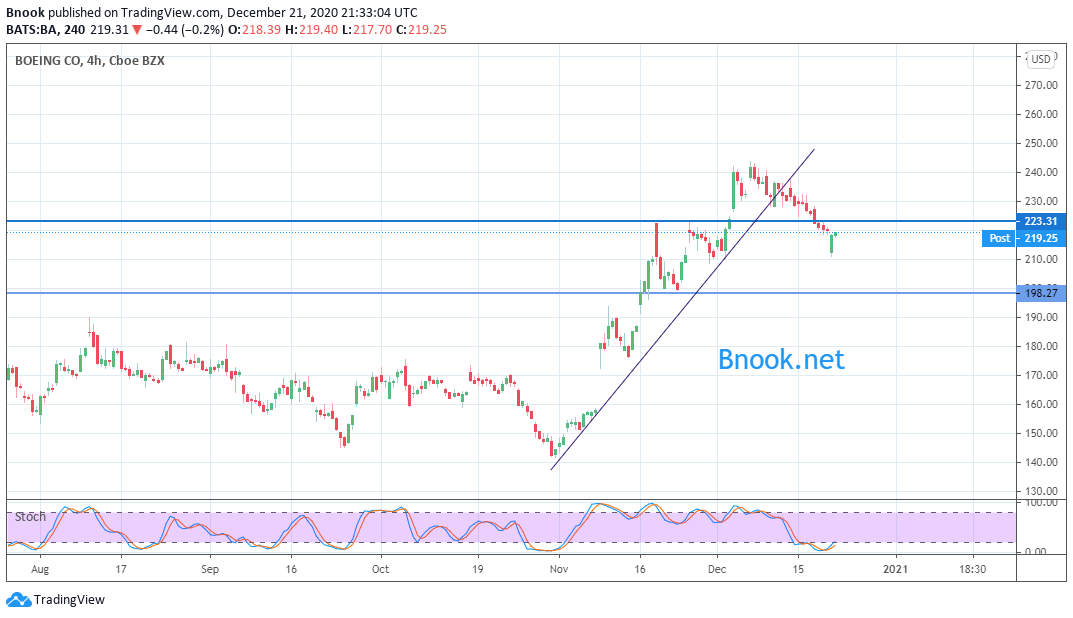 Bnook published on TradingView.com, December 21, 2020 21:33:04 UTC
BATS:BA, 240 219.31 ▼ −0.44 (−0.2%) O:218.39 H:219.40 L:217.70 C:219.25
BOEING CO, 4h, Cboe BZX
USD
270.00
260.00
250.00
240.00
230.00
223.31
Post 219.25
210.00
198.27
190.00
180.00
Bnook.net
170.00
160.00
150.00
140.00
130.00
100.00
Stoch
0.00
Aug 17 Sep 16 Oct 19 Nov 16 Dec 15 2021 18:30
TradingView